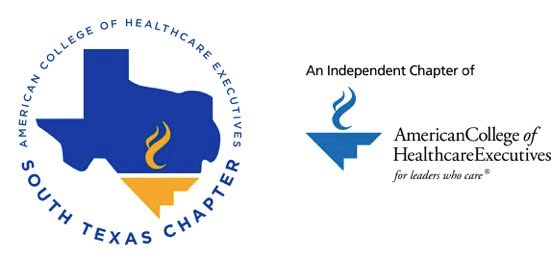 AMERICAN COLLEGE OF HEALTHCARE EXECUTIVES
SOUTH TEXAS CHAPTER
An Independent Chapter of
AmericanCollege of
HealthcareExecutives
for leaders who care®